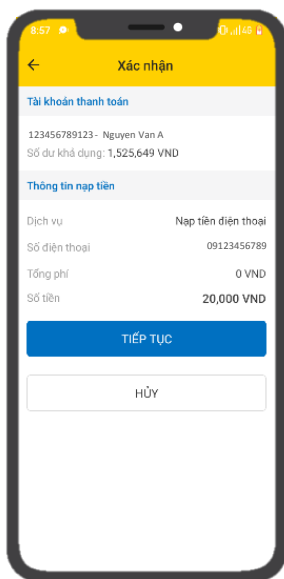 8:57
Xác nhận
Tài khoản thanh toán
123456789123 - Nguyen Van A
Số dư khả dụng: 1,525,649 VND
Thông tin nạp tiền
Dịch vụ Nạp tiền điện thoại
Số điện thoại 09123456789
Tổng phí 0 VND
Số tiền 20,000 VND
TIẾP TỤC
HỦY